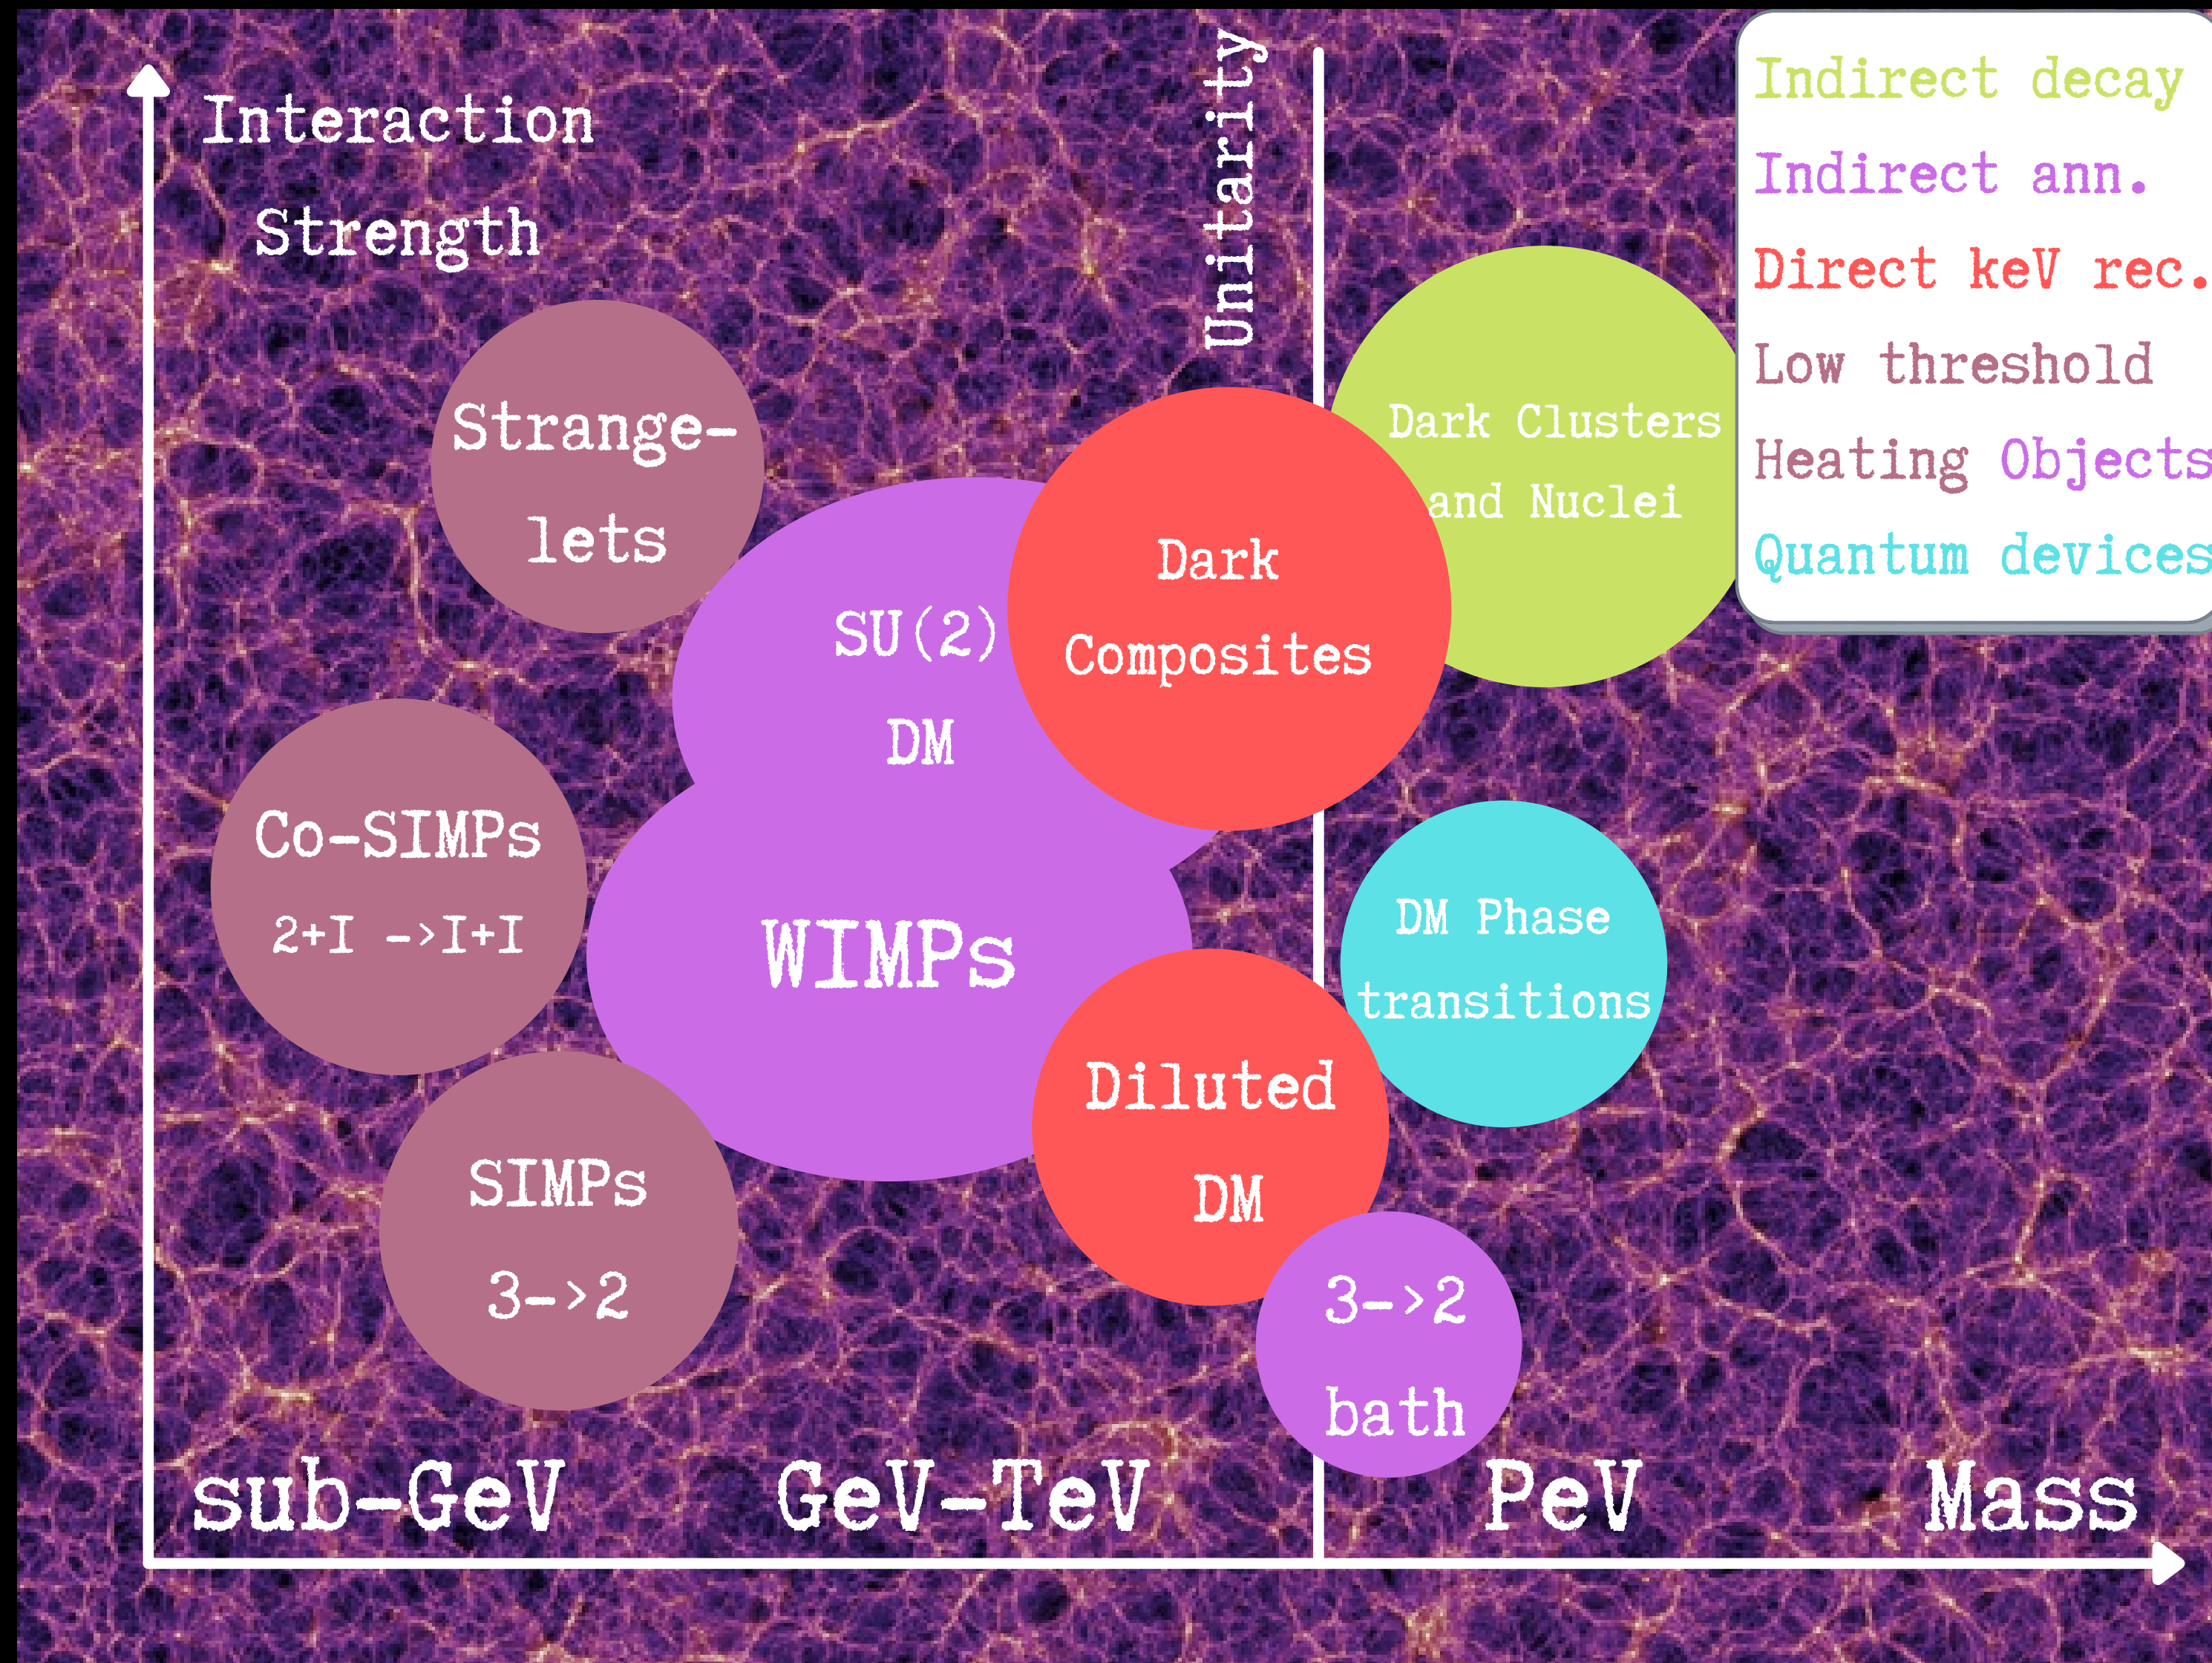 Interaction
Strength
Unitarity
Indirect decay
Indirect ann.
Direct keV rec.
Low threshold
Heating Objects
Quantum devices
Strange-
lets
Dark Clusters
and Nuclei
SU(2)
DM
Dark
Composites
Co-SIMPs
2+I ->I+I
WIMPs
DM Phase
transitions
Diluted
DM
SIMPs
3->2
3->2
bath
sub-GeV
GeV-TeV
PeV
Mass